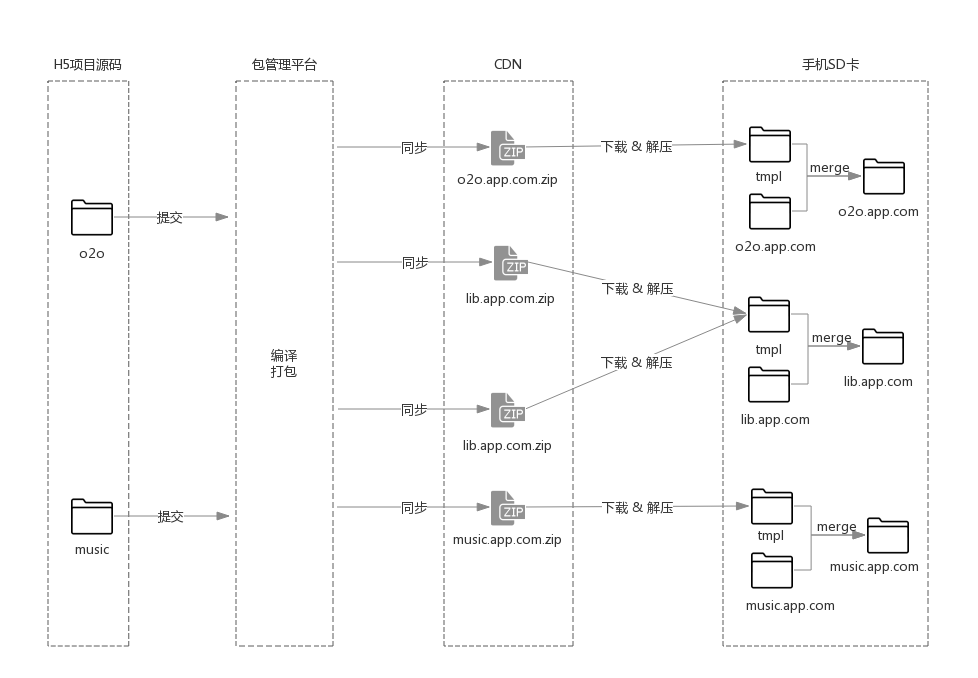 H5项目源码
包管理平台
CDN
手机SD卡
同步
ZIP
o2o.app.com.zip
下载 & 解压
tmpl
merge
o2o.app.com
o2o.app.com
o2o
提交
同步
ZIP
lib.app.com.zip
下载 & 解压
tmpl
merge
lib.app.com
lib.app.com
编译
打包
下载 & 解压
同步
ZIP
lib.app.com.zip
music
提交
同步
ZIP
music.app.com.zip
下载 & 解压
tmpl
merge
music.app.com
music.app.com